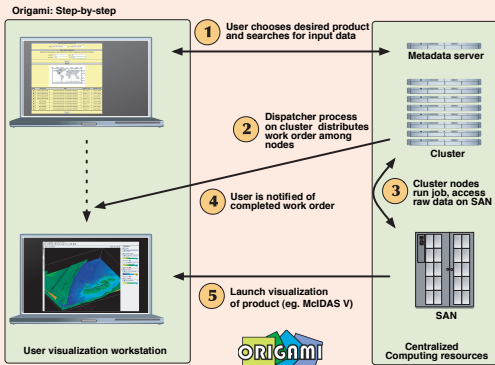 Origami: Step-by-step
1 User chooses desired product
and searches for input data
Metadata server
2 Dispatcher process
on cluster distributes
work order among
nodes
Cluster
3 Cluster nodes
run job, access
raw data on SAN
4 User is notified of
completed work order
5 Launch visualization
of product (eg. McIDAS V)
SAN
User visualization workstation
ORIGAMI
Centralized
Computing resources